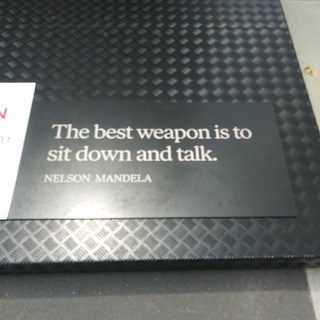 N
The best weapon is to
sit down and talk.
NELSON MANDELA